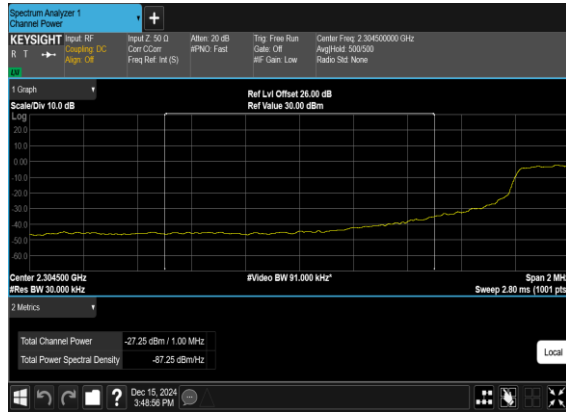 Spectrum Analyzer 1
Channel Power
+
KEYSIGHT Input: RF Input Z: 50 Ω Atten: 20 dB Trig: Free Run Center Freq: 2.304500000 GHz
R T Coupling: DC Corr CCorr #PNO: Fast Gate: Off Avg|Hold: 500/500
Align: Off Freq Ref: Int (S) #IF Gain: Low Radio Std: None
1 Graph
Ref Lvl Offset 26.00 dB
Scale/Div 10.0 dB Ref Value 30.00 dBm
Log
20.0
10.0
0.00
-10.0
-20.0
-30.0
-40.0
-50.0
-60.0
Center 2.304500 GHz #Video BW 91.000 kHz* Span 2 MH
#Res BW 30.000 kHz Sweep 2.80 ms (1001 pts
2 Metrics
Total Channel Power -27.25 dBm / 1.00 MHz
Total Power Spectral Density -87.25 dBm/Hz
Local
? Dec 15, 2024
3:48:56 PM